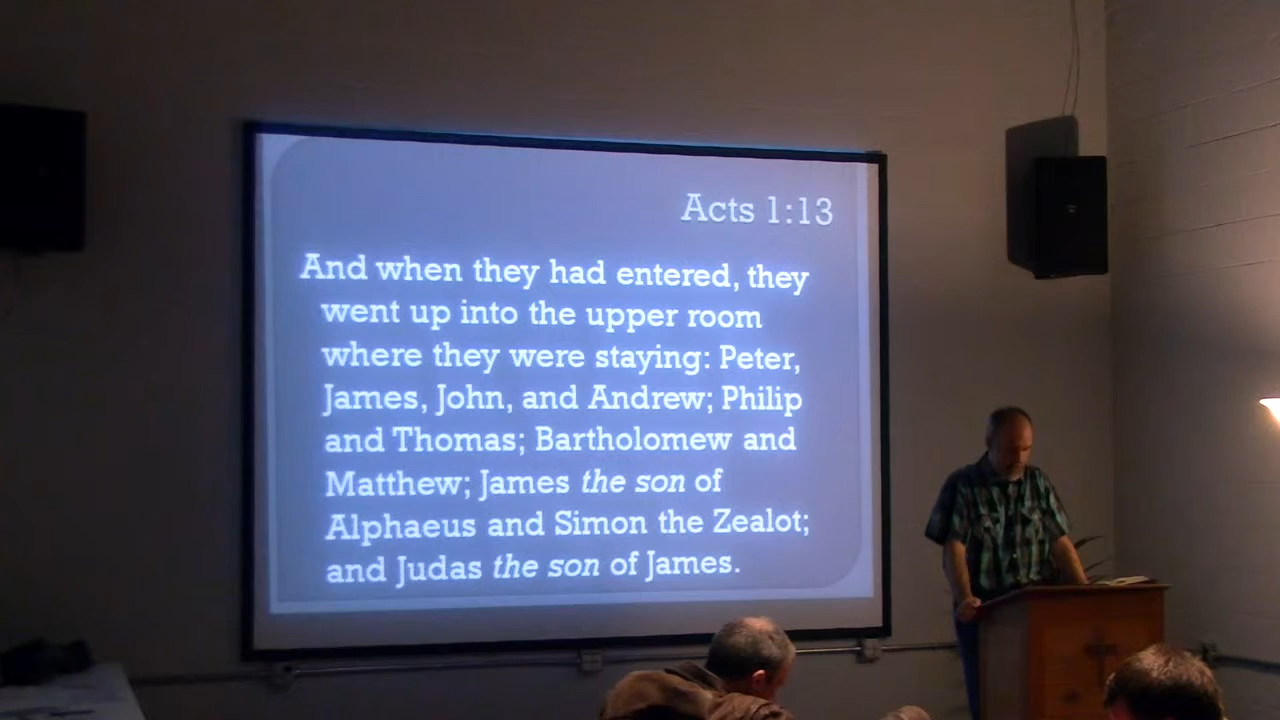 Acts 1:13
And when they had entered, they
went up into the upper room
where they were staying: Peter,
James, John, and Andrew; Philip
and Thomas; Bartholomew and
Matthew; James the son of
Alphaeus and Simon the Zealot;
and Judas the son of James.